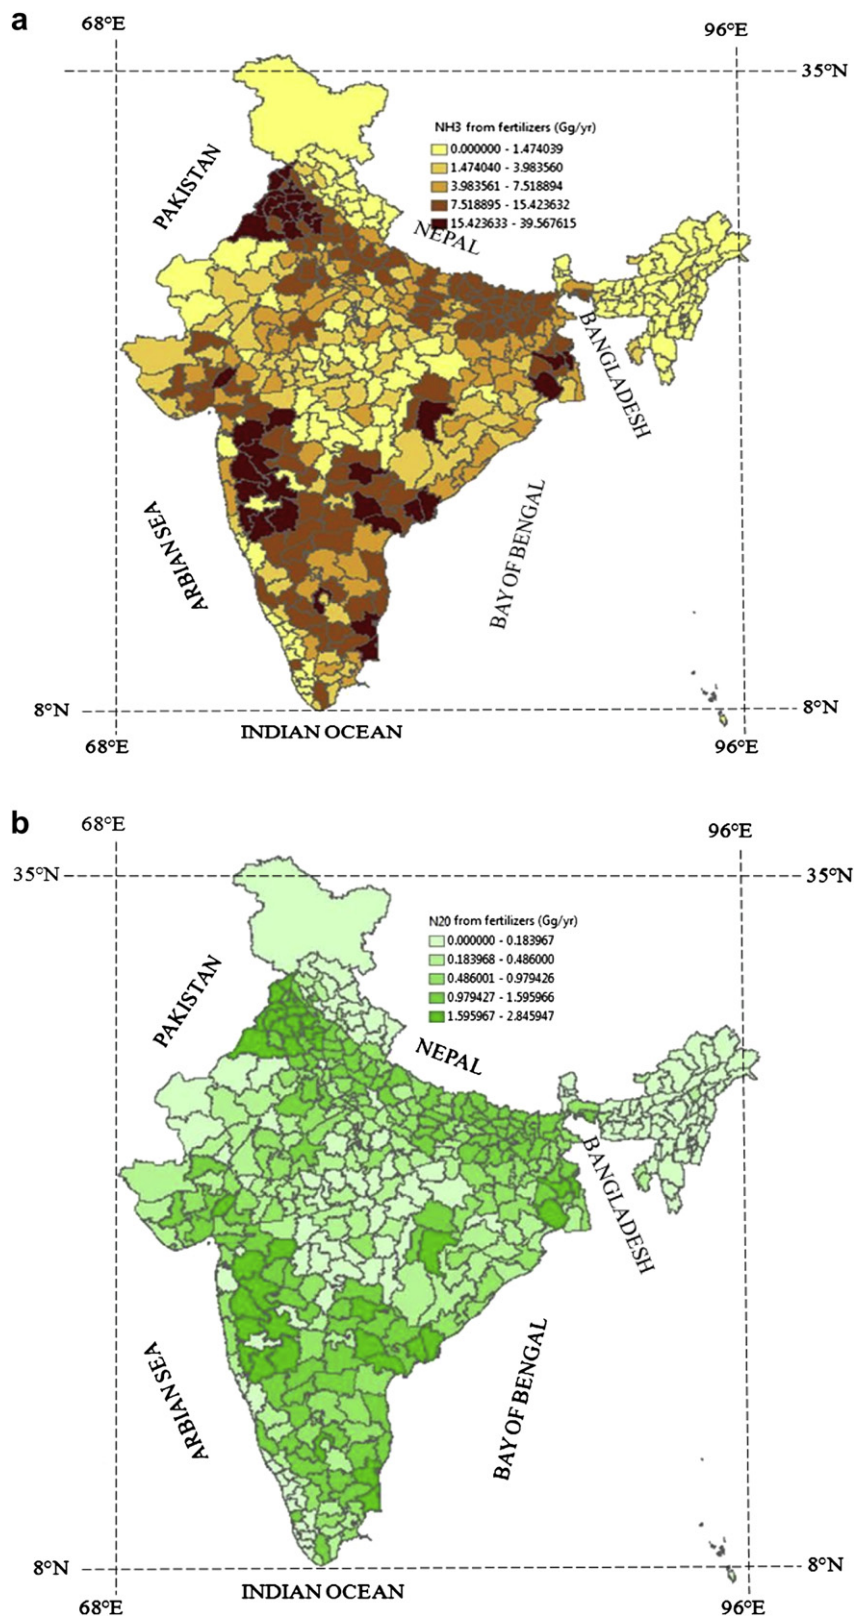 a
68°E
96°E
35°N
NH3 from fertilizers (Gg/yr)
0.000000 - 1.474039
1.474040 - 3.983560
3.983561 - 7.518894
7.518895 - 15.423632
15.423633 - 39.567615
PAKISTAN
NEPAL
BANGLADESH
ARBIAN SEA
BAY OF BENGAL
8°N
8°N
INDIAN OCEAN
68°E
96°E
b
68°E
96°E
35°N
35°N
N20 from fertilizers (Gg/yr)
0.000000 - 0.183967
0.183968 - 0.486000
0.486001 - 0.979426
0.979427 - 1.595966
1.595967 - 2.845947
PAKISTAN
NEPAL
BANGLADESH
ARBIAN SEA
BAY OF BENGAL
8°N
8°N
INDIAN OCEAN
68°E
96°E